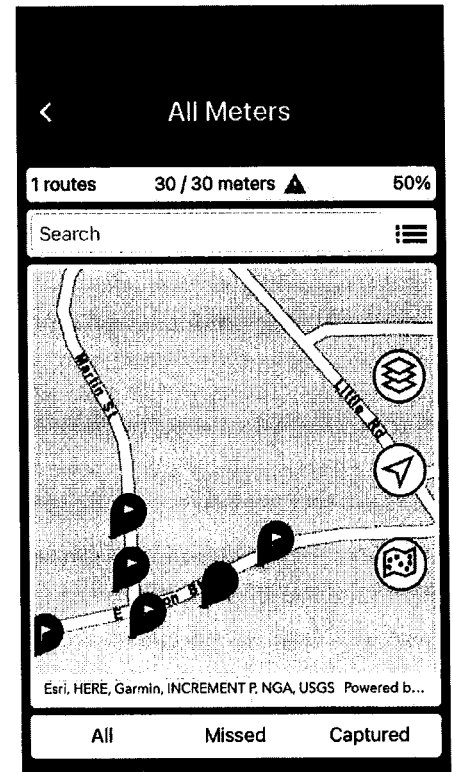 All Meters
1 routes 30 / 30 meters 50%
Search
Martin St
Little Rd
E
Esri, HERE, Garmin, INCREMENT P, NGA, USGS Powered b...
All Missed Captured